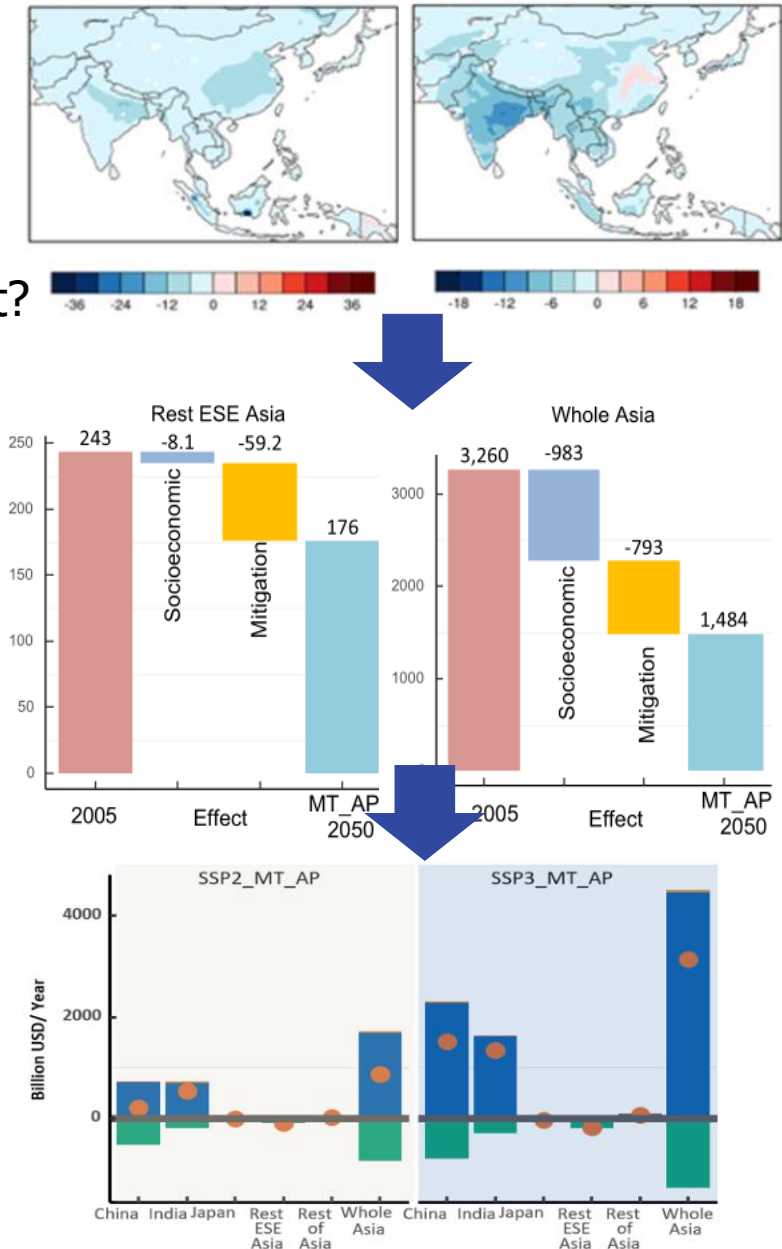 t?
-36 -24 -12 0 12 24 36
-18 -12 -6 0 6 12 18
Rest ESE Asia
250
200
150
100
50
0
243
-8.1
-59.2
176
Socioeconomic
Mitigation
2005
Effect
MT_AP
2050
Whole Asia
3000
2000
1000
3,260
-983
-793
1,484
Socioeconomic
Mitigation
2005
Effect
MT_AP
2050
SSP2_MT_AP
SSP3_MT_AP
Billion USD/ Year
4000
2000
0
China India Japan Rest ESE Asia Rest of Asia Whole Asia
China India Japan Rest ESE Asia Rest of Asia Whole Asia